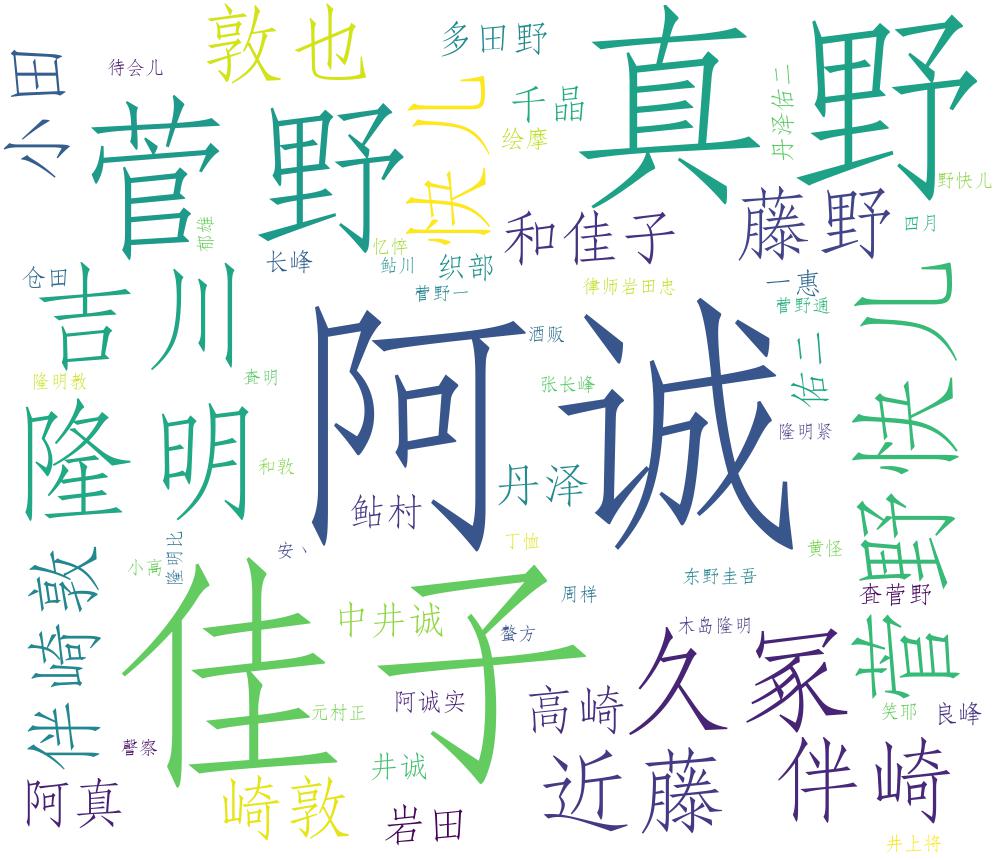 敦也
多田野
真野
小田
待会儿
千晶
丹泽佑二
菅野
快儿
绘摩
野快儿
和佳子
藤野
郁雄
四月
忆悴
长峰
鲇川
织部
仓田
律师岩田忠
一惠
菅野一
菅野通
吉川
阿诚
酒贩
佑二
隆明教
斊明
张长峰
菅野快儿
隆明
隆明紧
和敦
丹泽
鲇村
丁恤
黄怪
安、
隆明比
小高
伴崎敦
佳子
东野圭吾
斊菅野
周样
中井诚
螯方
木岛隆明
久冢
阿诚实
高崎
元村正
笑耶
良峰
警察
井诚
近藤
伴崎
阿真
崎敦
岩田
井上将